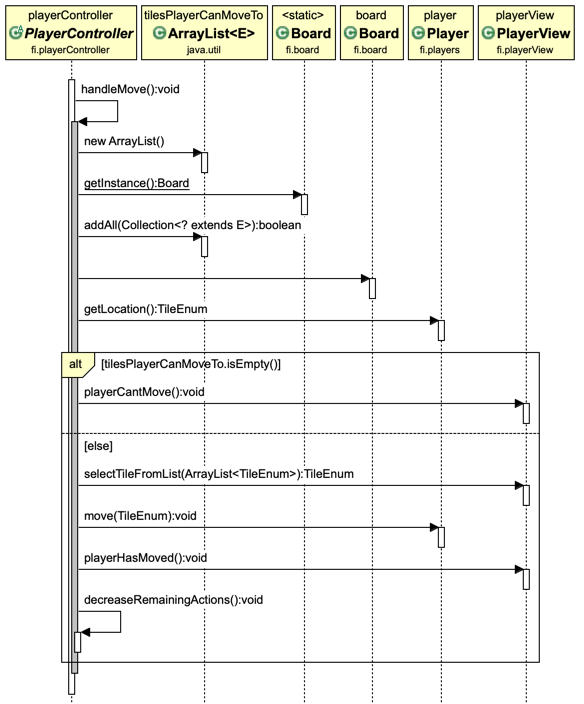 playerController
PlayerController
fi.playerController
tilesPlayerCanMoveTo
ArrayList<E>
java.util
<static>
Board
fi.board
board
Board
fi.board
player
Player
fi.players
playerView
PlayerView
fi.playerView
handleMove():void
new ArrayList()
getInstance():Board
addAll(Collection<? extends E>):boolean
getLocation():TileEnum
alt [tilesPlayerCanMoveTo.isEmpty()]
playerCantMove():void
[else]
selectTileFromList(ArrayList<TileEnum>):TileEnum
move(TileEnum):void
playerHasMoved():void
decreaseRemainingActions():void